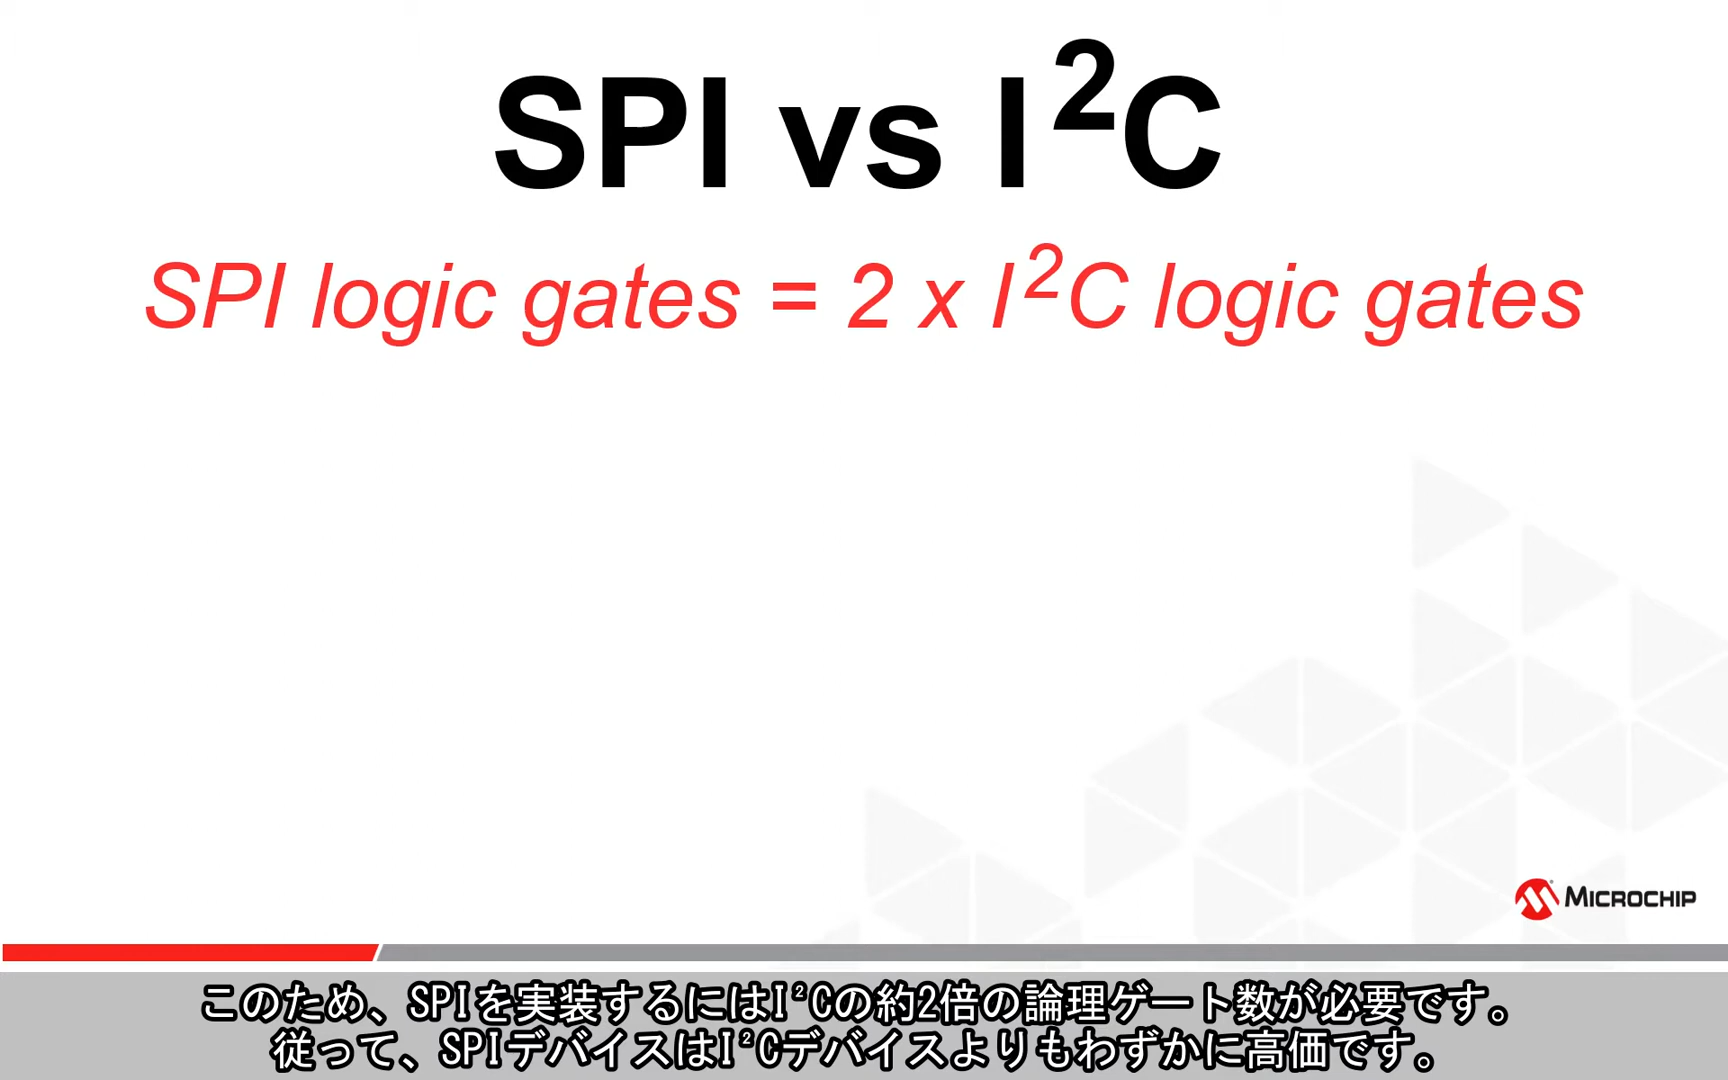 SPI vs I²C
SPI logic gates = 2 x I²C logic gates
MICROCHIP
このため、SPIを実装するにはI²Cの約2倍の論理ゲート数が必要です。
従って、SPIデバイスはI²Cデバイスよりもわずかに高価です。